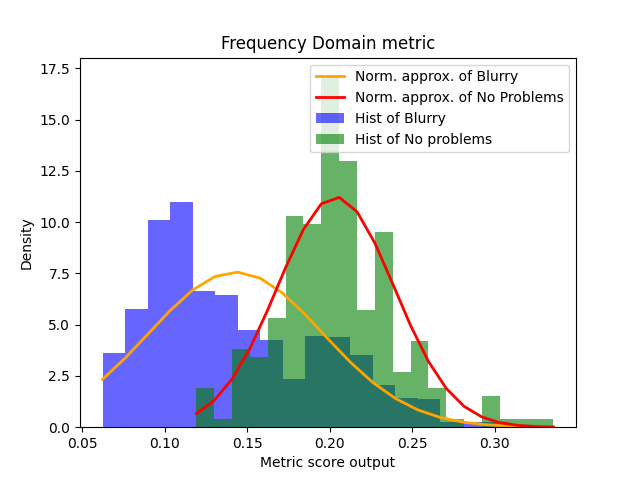 Frequency Domain metric
17.5
15.0
12.5
10.0
7.5
5.0
2.5
0.0
Density
Norm. approx. of Blurry
Norm. approx. of No Problems
Hist of Blurry
Hist of No problems
0.05 0.10 0.15 0.20 0.25 0.30
Metric score output